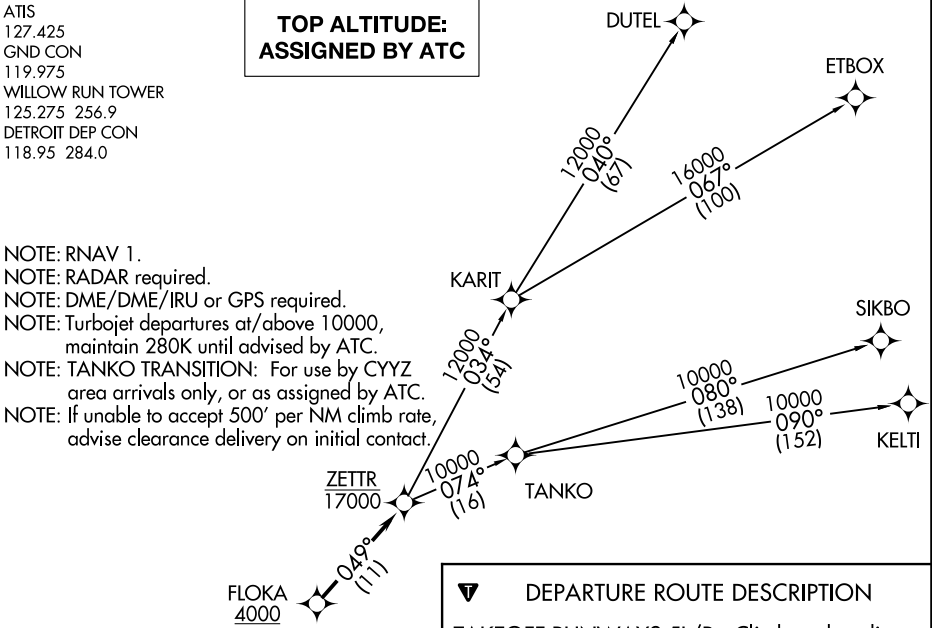 ATIS
127.425
GND CON
119.975
WILLOW RUN TOWER
125.275 256.9
DETROIT DEP CON
118.95 284.0
TOP ALTITUDE:
ASSIGNED BY ATC
DUTEL
ETBOX
12000
040°
(67)
16000
067°
(100)
NOTE: RNAV 1.
NOTE: RADAR required.
NOTE: DME/DME/IRU or GPS required.
NOTE: Turbojet departures at/above 10000,
maintain 280K until advised by ATC.
NOTE: TANKO TRANSITION: For use by CYYZ
area arrivals only, or as assigned by ATC.
NOTE: If unable to accept 500' per NM climb rate,
advise clearance delivery on initial contact.
KARIT
12000
034°
(54)
SIKBO
10000
080°
(138)
10000
090°
(152)
KELTI
ZETTR
17000
10000
074°
(16)
TANKO
049°
(11)
FLOKA
4000
T DEPARTURE ROUTE DESCRIPTION